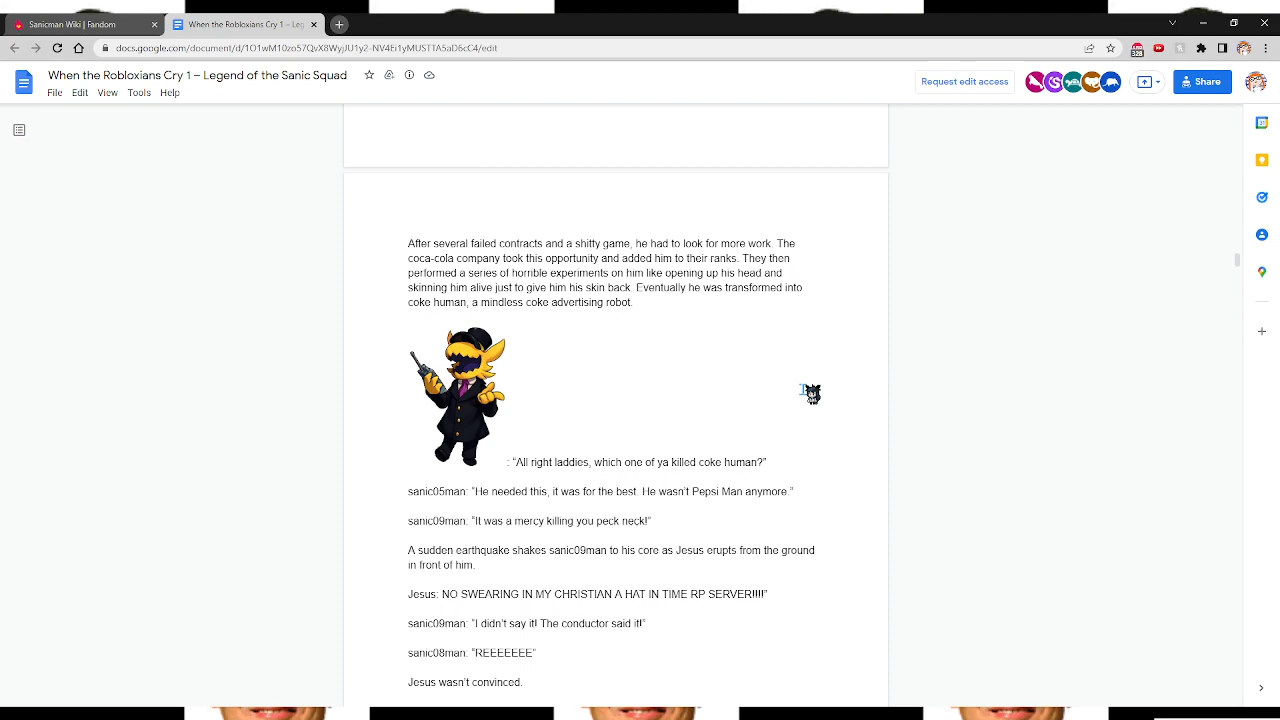 Sanicman Wiki | Fandom
When the Robloxians Cry 1 – Leg
docs.google.com/document/d/1O1wM10zo57QvX8WyjJU1y2-NV4Ei1yMUSTTA5aD6cC4/edit
When the Robloxians Cry 1 – Legend of the Sanic Squad
File Edit View Tools Help
Request edit access
Share
After several failed contracts and a shitty game, he had to look for more work. The
coca-cola company took this opportunity and added him to their ranks. They then
performed a series of horrible experiments on him like opening up his head and
skinning him alive just to give him his skin back. Eventually he was transformed into
coke human, a mindless coke advertising robot.
: “All right laddies, which one of ya killed coke human?”
sanic05man: “He needed this, it was for the best. He wasn’t Pepsi Man anymore.”
sanic09man: “It was a mercy killing you peck neck!”
A sudden earthquake shakes sanic09man to his core as Jesus erupts from the ground
in front of him.
Jesus: NO SWEARING IN MY CHRISTIAN A HAT IN TIME RP SERVER!!!!”
sanic09man: “I didn’t say it! The conductor said it!”
sanic08man: “REEEEEEE”
Jesus wasn’t convinced.